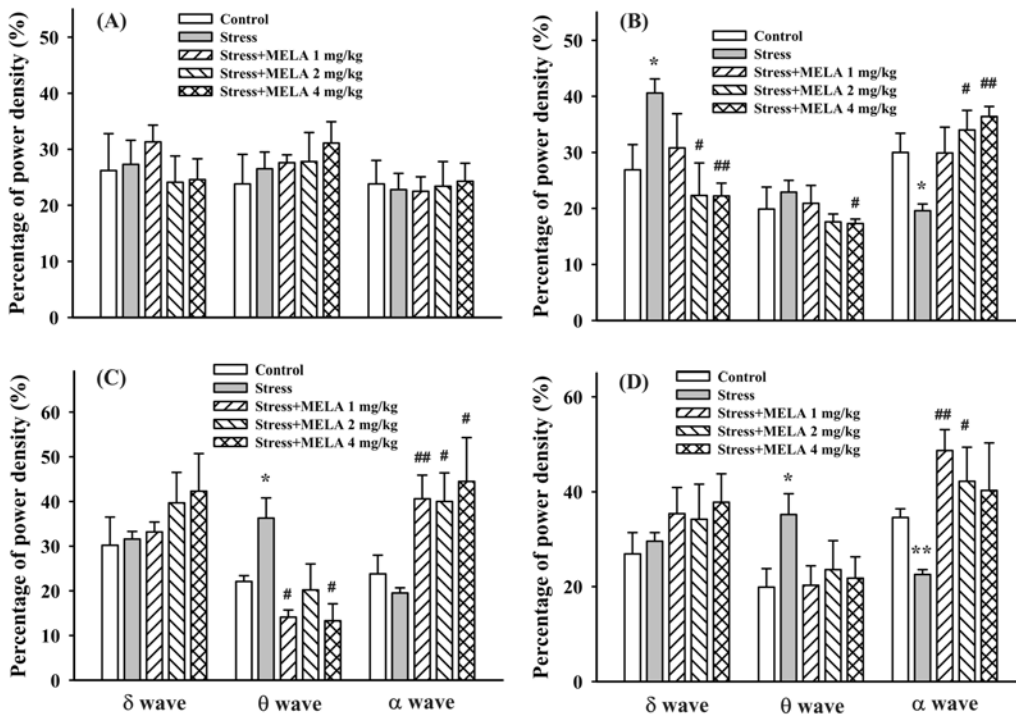 (A)
Percentage of power density (%)
50
40
30
20
10
0
Control
Stress
Stress+MELA 1 mg/kg
Stress+MELA 2 mg/kg
Stress+MELA 4 mg/kg
(B)
Percentage of power density (%)
50
40
30
20
10
0
Control
Stress
Stress+MELA 1 mg/kg
Stress+MELA 2 mg/kg
Stress+MELA 4 mg/kg
*
#
##
#
*
#
##
(C)
Percentage of power density (%)
60
50
40
30
20
10
0
Control
Stress
Stress+MELA 1 mg/kg
Stress+MELA 2 mg/kg
Stress+MELA 4 mg/kg
*
#
#
##
#
#
δ wave
θ wave
α wave
(D)
Percentage of power density (%)
60
40
20
0
Control
Stress
Stress+MELA 1 mg/kg
Stress+MELA 2 mg/kg
Stress+MELA 4 mg/kg
*
**
##
#
δ wave
θ wave
α wave